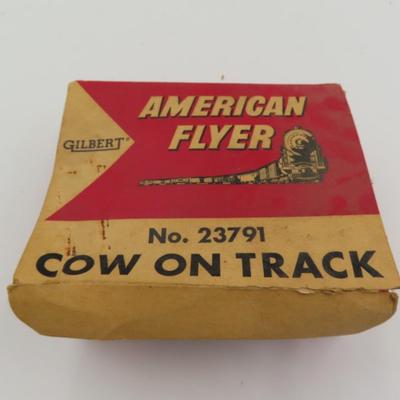 AMERICAN
FLYER
GILBERT®
No. 23791
COW ON TRACK